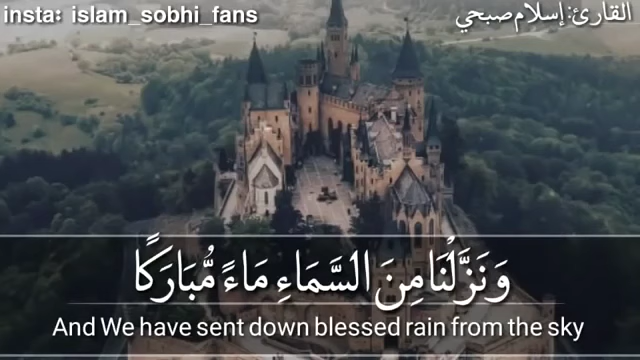 insta: islam_sobhi_fans
القارئ: إسلام صبحي
وَنَزَّلْنَا مِنَ السَّمَاءِ مَاءً مُّبَارَكًا
And We have sent down blessed rain from the sky